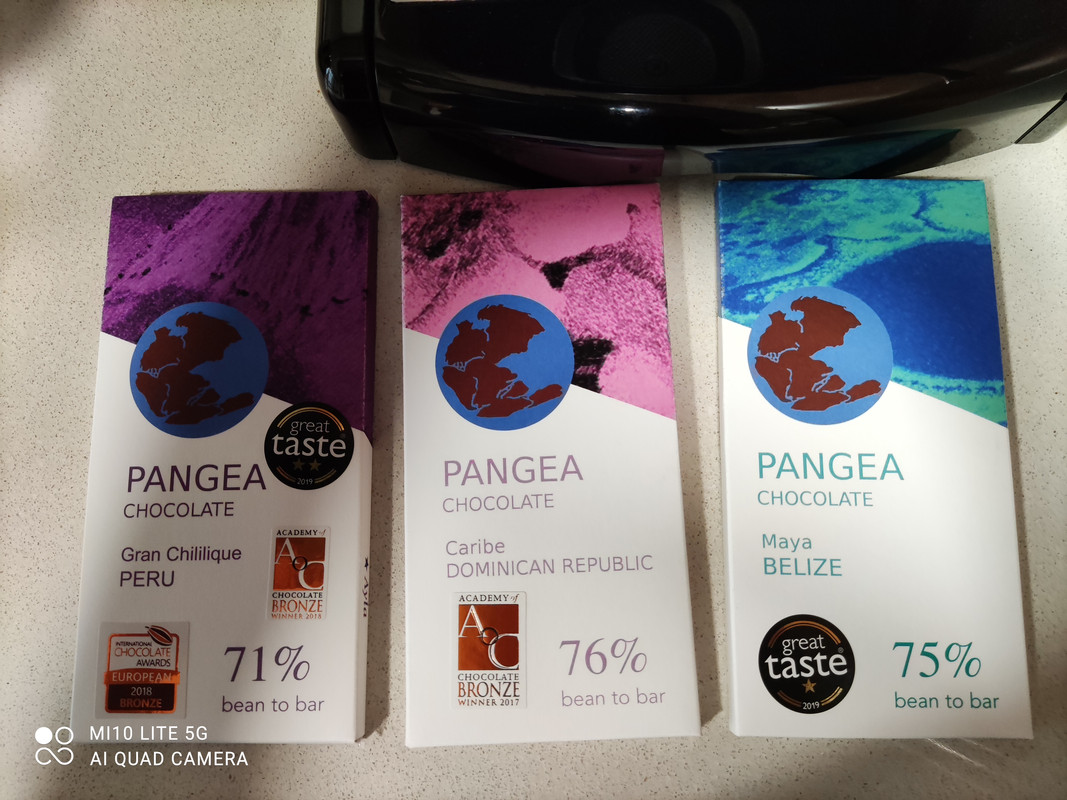 great
taste
2019
PANGEA
CHOCOLATE
Gran Chililique
PERU
ACADEMY of
AoC
CHOCOLATE
BRONZE
WINNER 2018
INTERNATIONAL
CHOCOLATE
AWARDS
EUROPEAN
2018
BRONZE
71%
bean to bar
PANGEA
CHOCOLATE
Caribe
DOMINICAN REPUBLIC
ACADEMY of
AoC
CHOCOLATE
BRONZE
WINNER 2017
76%
bean to bar
PANGEA
CHOCOLATE
Maya
BELIZE
great
taste
2019
75%
bean to bar
MI10 LITE 5G
AI QUAD CAMERA